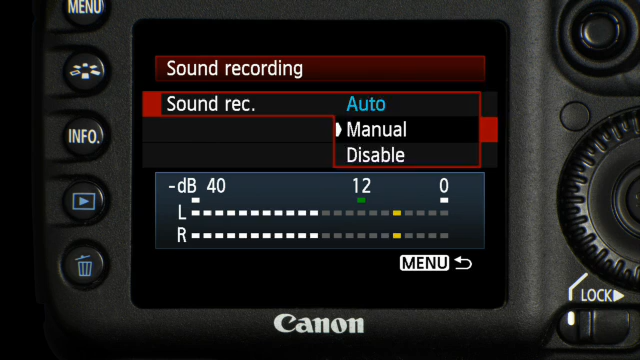 MENU
Sound recording
Sound rec. Auto
INFO. Manual
Disable
-dB 40 12 0
L
R
MENU
LOCK
Canon